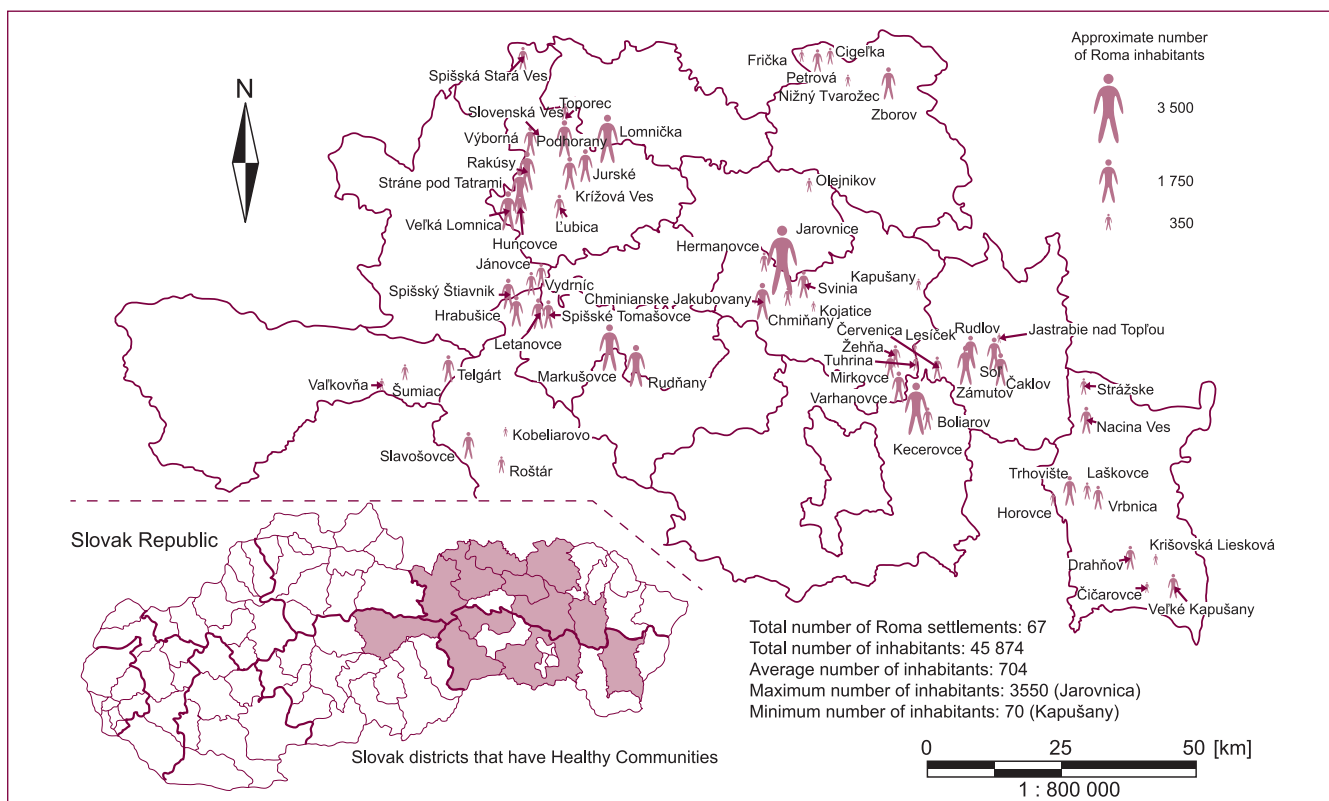 Approximate number
of Roma inhabitants
3 500
1 750
350
N
Spišská Stará Ves
Frička
Cigeľka
Petrová
Nižný Tvarožec
Zborov
Toporec
Slovenská Ves
Výborná
Podhorany
Lomnička
Rakúsy
Jurské
Stráne pod Tatrami
Krížová Ves
Veľká Lomnica
Ľubica
Huncovce
Olejnikov
Jarovnice
Hermanovce
Kapušany
Svinia
Jánovce
Vydrník
Spišský Štiavnik
Chminianske Jakubovany
Kojatice
Chmiňany
Hrabušice
Spišské Tomašovce
Letanovce
Červenica
Lesíček
Rudlov
Jastrabie nad Topľou
Žehňa
Tuhrina
Mirkovce
Soľ
Čaklov
Zámutov
Varhanovce
Markušovce
Rudňany
Telgárt
Vaľkovňa
Šumiac
Strážske
Boliarov
Nacina Ves
Kecerovce
Kobeliarovo
Slavošovce
Roštár
Trhovište
Laškovce
Horovce
Vrbnica
Krišovská Liesková
Drahňov
Čičarovce
Veľké Kapušany
Slovak Republic
Slovak districts that have Healthy Communities
Total number of Roma settlements: 67
Total number of inhabitants: 45 874
Average number of inhabitants: 704
Maximum number of inhabitants: 3550 (Jarovnica)
Minimum number of inhabitants: 70 (Kapušany)
0 25 50 [km]
1 : 800 000